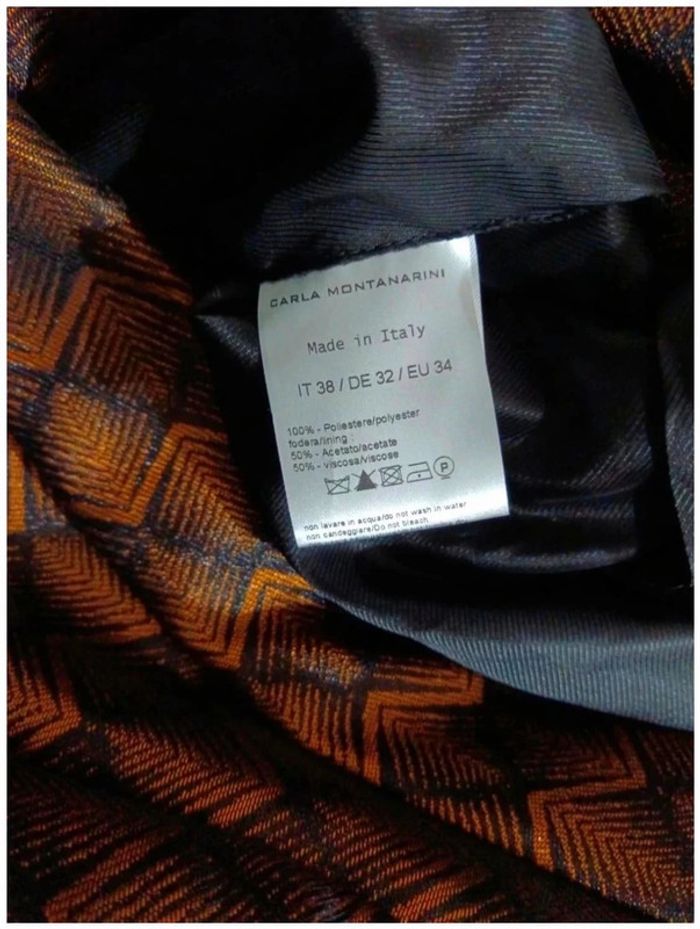 CARLA MONTANARINI
Made in Italy
IT 38 / DE 32 / EU 34
100% - Poliestere/polyester
fodera/lining :
50% - Acetato/acetate
50% - viscosa/viscose
P
non lavare in acqua/do not wash in water
non candeggiare/Do not bleach